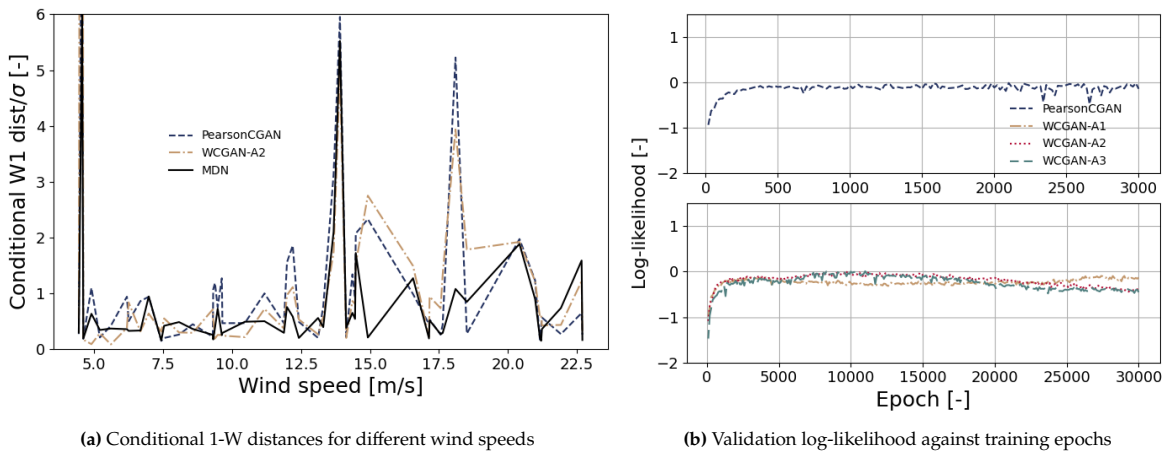 6
5
4
3
2
1
0
Conditional W1 dist/σ [-]
PearsonCGAN
WCGAN-A2
MDN
5.0 7.5 10.0 12.5 15.0 17.5 20.0 22.5
Wind speed [m/s]
(a) Conditional 1-W distances for different wind speeds
1
0
−1
−2
PearsonCGAN
WCGAN-A1
WCGAN-A2
WCGAN-A3
0 500 1000 1500 2000 2500 3000
Log-likelihood [-]
1
0
−1
−2
0 5000 10000 15000 20000 25000 30000
Epoch [-]
(b) Validation log-likelihood against training epochs